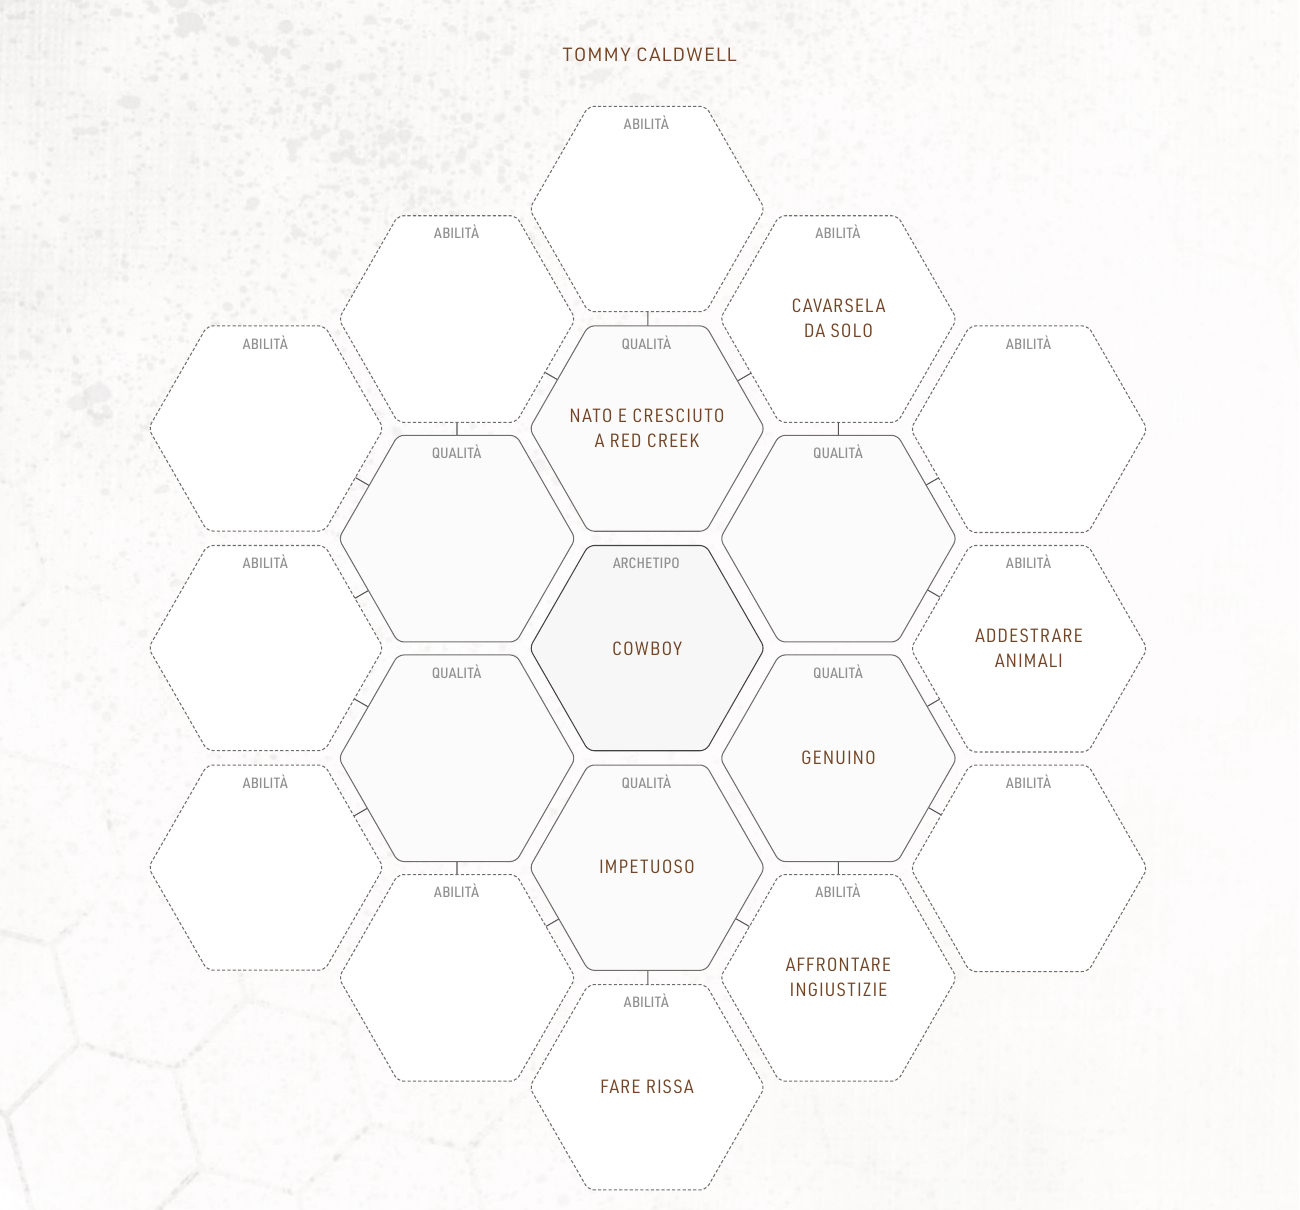 TOMMY CALDWELL
ABILITÀ
ABILITÀ
ABILITÀ
CAVARSELA
DA SOLO
ABILITÀ
QUALITÀ
ABILITÀ
NATO E CRESCIUTO
A RED CREEK
QUALITÀ
QUALITÀ
ABILITÀ
ARCHETIPO
ABILITÀ
COWBOY
ADDESTRARE
ANIMALI
QUALITÀ
QUALITÀ
GENUINO
ABILITÀ
QUALITÀ
ABILITÀ
IMPETUOSO
ABILITÀ
ABILITÀ
AFFRONTARE
INGIUSTIZIE
ABILITÀ
FARE RISSA